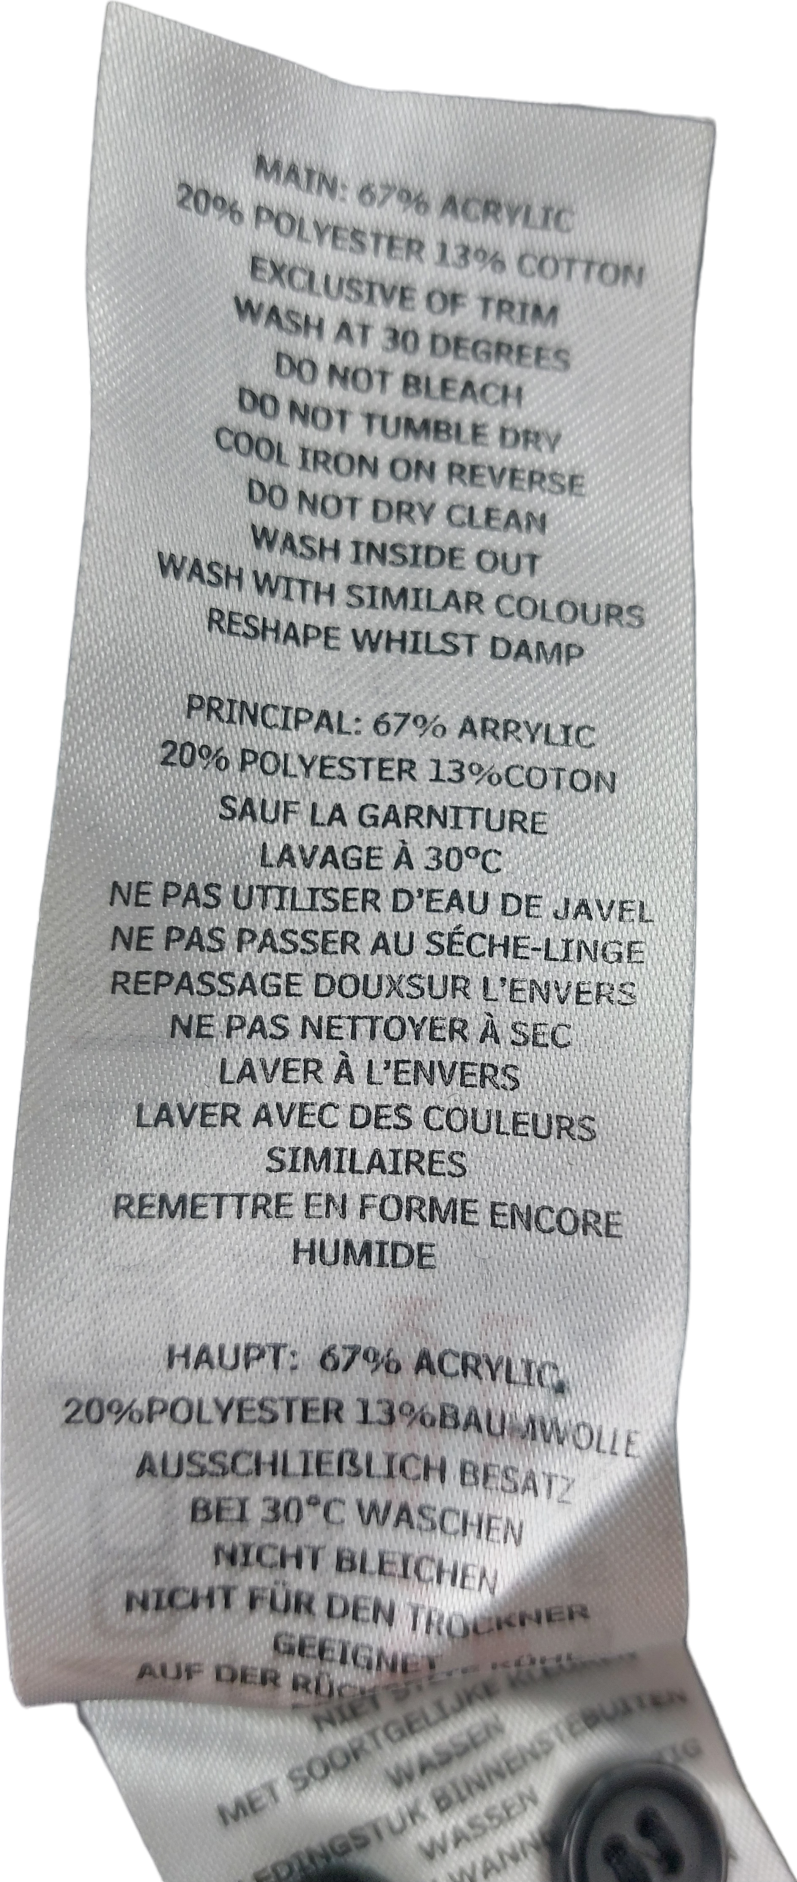 MAIN: 67% ACRYLIC
20% POLYESTER 13% COTTON
EXCLUSIVE OF TRIM
WASH AT 30 DEGREES
DO NOT BLEACH
DO NOT TUMBLE DRY
COOL IRON ON REVERSE
DO NOT DRY CLEAN
WASH INSIDE OUT
WASH WITH SIMILAR COLOURS
RESHAPE WHILST DAMP
PRINCIPAL: 67% ARRYLIC
20% POLYESTER 13%COTON
SAUF LA GARNITURE
LAVAGE À 30°C
NE PAS UTILISER D'EAU DE JAVEL
NE PAS PASSER AU SÉCHE-LINGE
REPASSAGE DOUXSUR L'ENVERS
NE PAS NETTOYER À SEC
LAVER À L'ENVERS
LAVER AVEC DES COULEURS
SIMILAIRES
REMETTRE EN FORME ENCORE
HUMIDE
HAUPT: 67% ACRYLIC
20%POLYESTER 13%BAUMWOLLE
AUSSCHLIEßLICH BESATZ
BEI 30°C WASCHEN
NICHT BLEICHEN
NICHT FÜR DEN TROCKNER
GEEIGNET
AUF DER
NIET
MET SOORTGELIJKE
WASSEN
BINNENSTEBUITEN
WASSEN